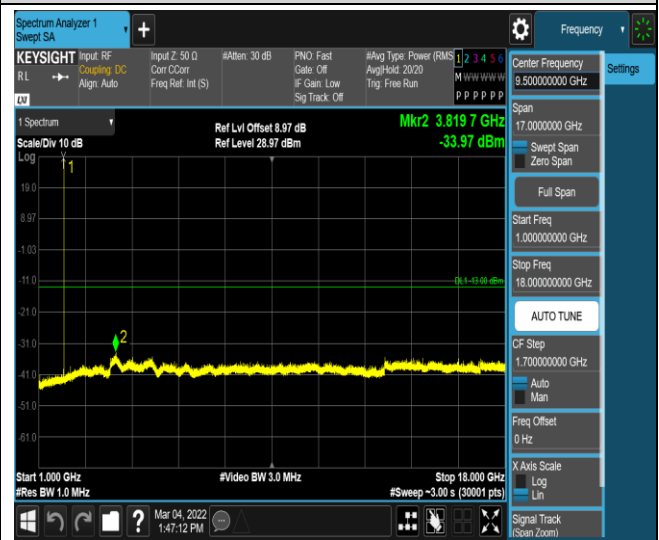 Spectrum Analyzer 1
Swept SA
Frequency
KEYSIGHT
RL
LXI
Input: RF
Coupling: DC
Align: Auto
Input Z: 50 Ω
Corr CCorr
Freq Ref: Int (S)
#Atten: 30 dB
PNO: Fast
Gate: Off
IF Gain: Low
Sig Track: Off
#Avg Type: Power (RMS
Avg|Hold: 20/20
Trig: Free Run
1 2 3 4 5 6
M W W W W W
P P P P P P
1 Spectrum
Scale/Div 10 dB
Log
Ref Lvl Offset 8.97 dB
Ref Level 28.97 dBm
Mkr2 3.819 7 GHz
-33.97 dBm
1
19.0
8.97
-1.03
-11.0
DL1 -13.00 dBm
-21.0
-31.0
2
-41.0
-51.0
-61.0
Start 1.000 GHz
#Res BW 1.0 MHz
#Video BW 3.0 MHz
Stop 18.000 GHz
#Sweep ~3.00 s (30001 pts)
Mar 04, 2022
1:47:12 PM
?
Center Frequency
9.500000000 GHz
Settings
Span
17.0000000 GHz
Swept Span
Zero Span
Full Span
Start Freq
1.000000000 GHz
Stop Freq
18.000000000 GHz
AUTO TUNE
CF Step
1.700000000 GHz
Auto
Man
Freq Offset
0 Hz
X Axis Scale
Log
Lin
Signal Track
(Span Zoom)